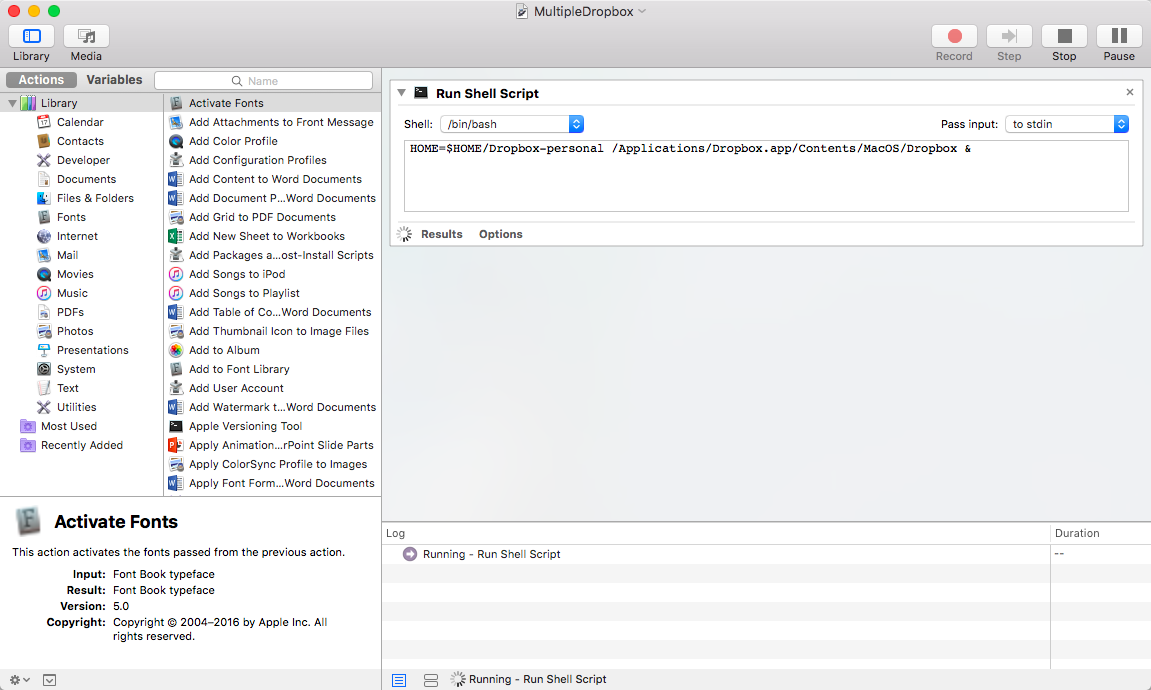 MultipleDropbox
Library
Media
Record
Step
Stop
Pause
Actions
Variables
Name
Library
Calendar
17
Contacts
Developer
Documents
Files & Folders
Fonts
Internet
Mail
Movies
Music
PDFs
Photos
Presentations
System
Text
Utilities
Most Used
Recently Added
Activate Fonts
Add Attachments to Front Message
Add Color Profile
Add Configuration Profiles
Add Content to Word Documents
Add Document P...Word Documents
Add Grid to PDF Documents
Add New Sheet to Workbooks
Add Packages a...ost-Install Scripts
Add Songs to iPod
Add Songs to Playlist
Add Table of Co...Word Documents
Add Thumbnail Icon to Image Files
Add to Album
Add to Font Library
Add User Account
Add Watermark t...Word Documents
Apple Versioning Tool
Apply Animation...rPoint Slide Parts
Apply ColorSync Profile to Images
Apply Font Form...Word Documents
Activate Fonts
This action activates the fonts passed from the previous action.
Input: Font Book typeface
Result: Font Book typeface
Version: 5.0
Copyright: Copyright © 2004–2016 by Apple Inc. All
rights reserved.
Run Shell Script
Shell: /bin/bash
Pass input: to stdin
HOME=$HOME/Dropbox-personal /Applications/Dropbox.app/Contents/MacOS/Dropbox &
Results
Options
Log
Duration
Running - Run Shell Script
--
Running - Run Shell Script